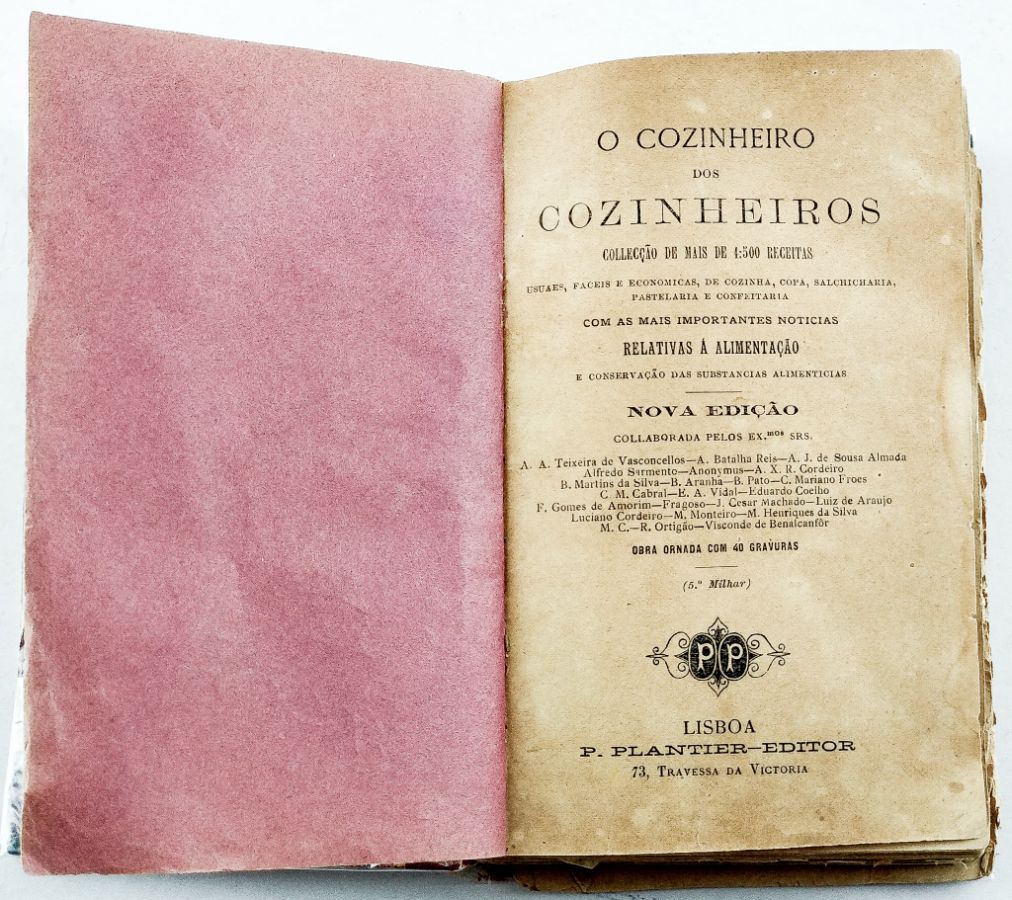 O COZINHEIRO
DOS
COZINHEIROS
COLLECÇÃO DE MAIS DE 4:500 RECEITAS
USUAES, FACEIS E ECONOMICAS, DE COZINHA, COPA, SALCHICHARIA,
PASTELARIA E CONFEITARIA
COM AS MAIS IMPORTANTES NOTICIAS
RELATIVAS Á ALIMENTAÇÃO
E CONSERVAÇÃO DAS SUBSTANCIAS ALIMENTICIAS
NOVA EDIÇÃO
COLLABORADA PELOS EX.mos SRS.
A. A. Teixeira de Vasconcellos—A. Batalha Reis—A. J. de Sousa Almada
Alfredo Sarmento—Anonymus—A. X. R. Cordeiro
B. Martins da Silva—B. Aranha—B. Pato—C. Mariano Froes
C. M. Cabral—E. A. Vidal—Eduardo Coelho
F. Gomes de Amorim—Fragoso—J. Cesar Machado—Luiz de Araujo
Luciano Cordeiro—M. Monteiro—M. Henriques da Silva
M. C.—R. Ortigão—Visconde de Benalcanfôr
OBRA ORNADA COM 40 GRAVURAS
(5.º Milhar)
PP
LISBOA
P. PLANTIER—EDITOR
73, TRAVESSA DA VICTORIA